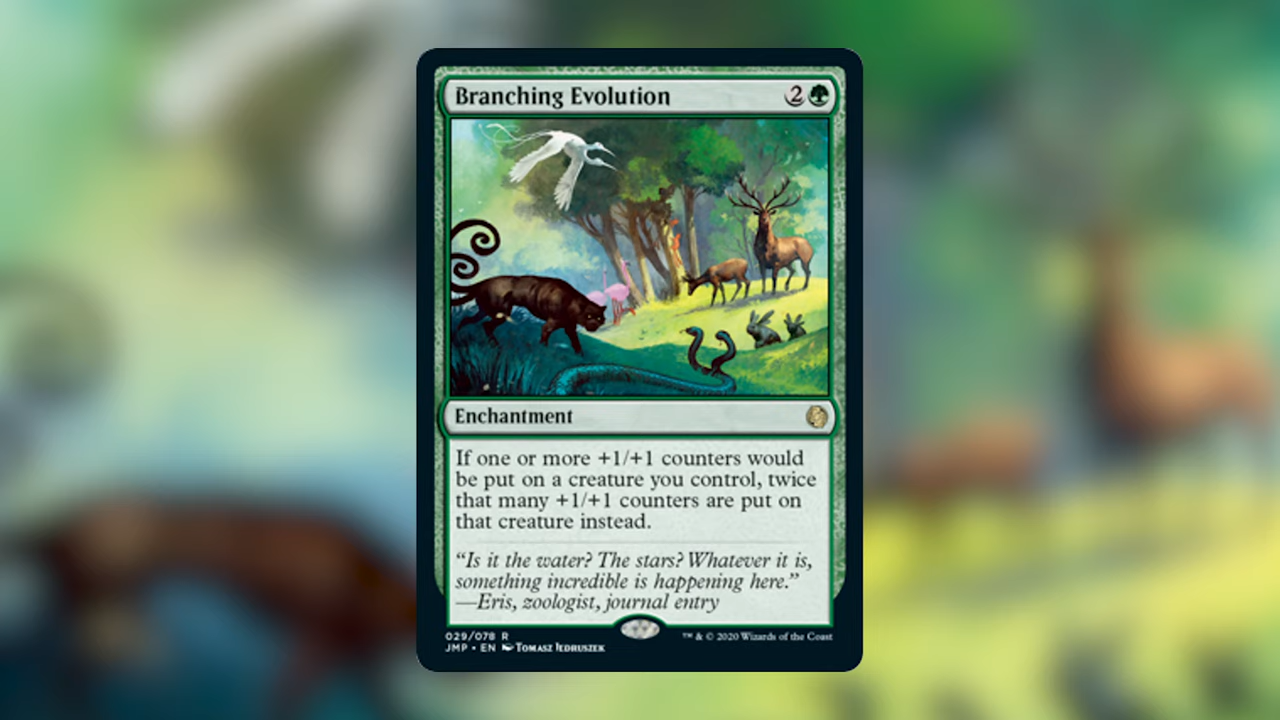 Branching Evolution 2
Enchantment
If one or more +1/+1 counters would
be put on a creature you control, twice
that many +1/+1 counters are put on
that creature instead.
“Is it the water? The stars? Whatever it is,
something incredible is happening here.”
—Eris, zoologist, journal entry
029/078 R
JMP • EN Tomasz Jedruszek
™ & © 2020 Wizards of the Coast